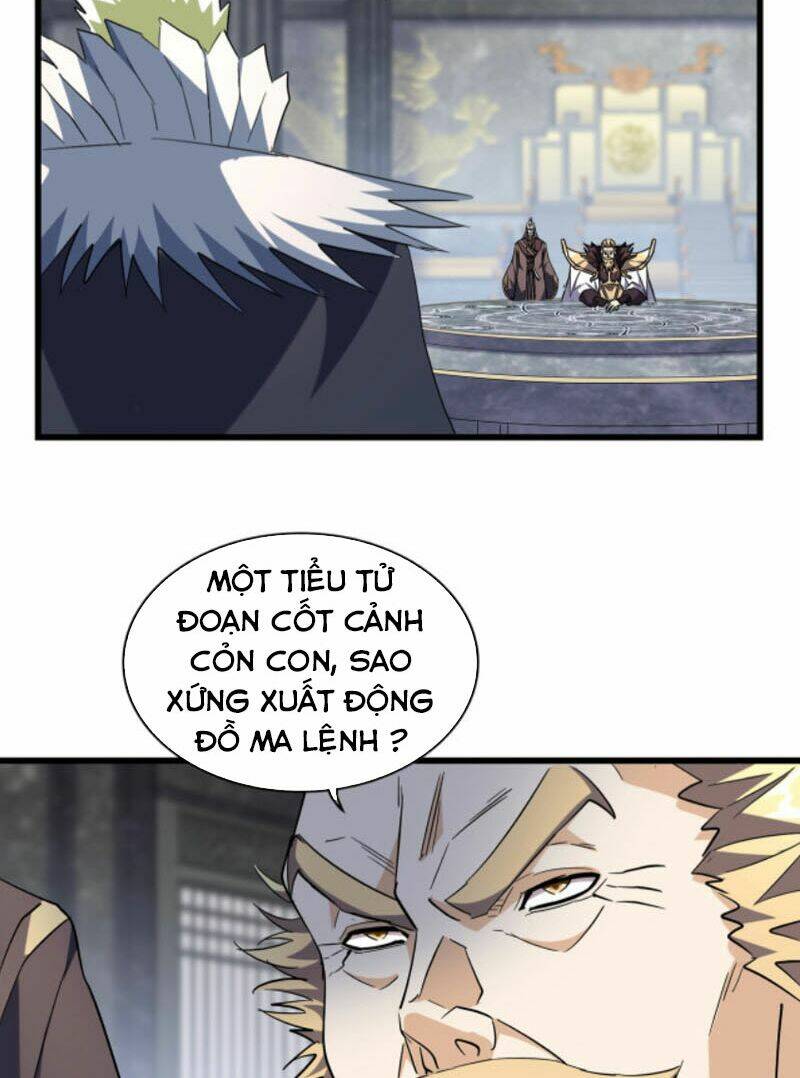 MỘT TIỂU TỬ
ĐOẠN CỐT CẢNH
CỎN CON, SAO
XỨNG XUẤT ĐỘNG
ĐỒ MA LỆNH ?